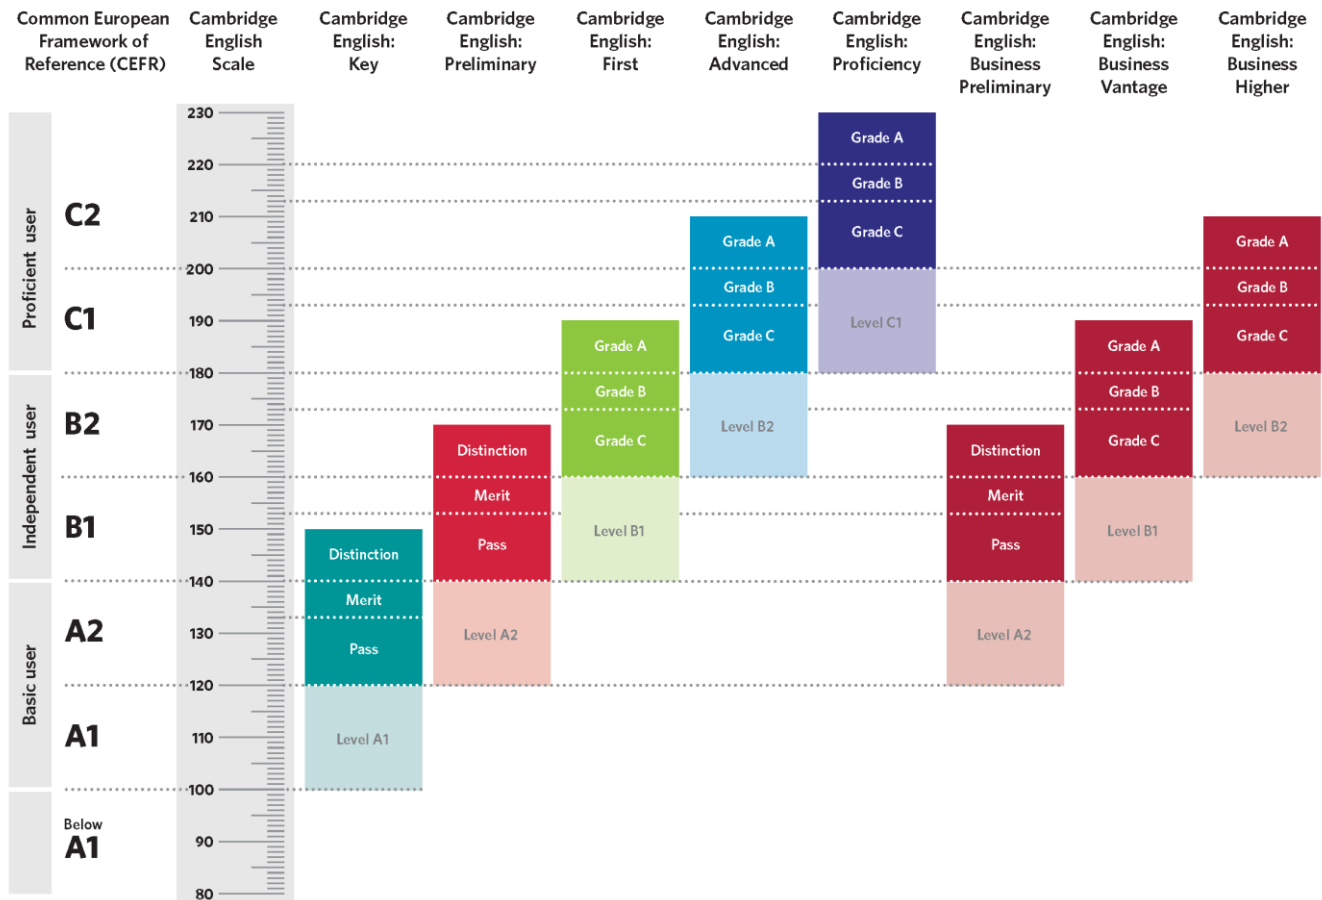 Common European
Framework of
Reference (CEFR)
Cambridge
English
Scale
Cambridge
English:
Key
Cambridge
English:
Preliminary
Cambridge
English:
First
Cambridge
English:
Advanced
Cambridge
English:
Proficiency
Cambridge
English:
Business
Preliminary
Cambridge
English:
Business
Vantage
Cambridge
English:
Business
Higher
Proficient user
Independent user
Basic user
C2
C1
B2
B1
A2
A1
Below
A1
230
220
210
200
190
180
170
160
150
140
130
120
110
100
90
80
Distinction
Merit
Pass
Level A1
Distinction
Merit
Pass
Level A2
Grade A
Grade B
Grade C
Level B1
Grade A
Grade B
Grade C
Level B2
Grade A
Grade B
Grade C
Level C1
Distinction
Merit
Pass
Level A2
Grade A
Grade B
Grade C
Level B1
Grade A
Grade B
Grade C
Level B2